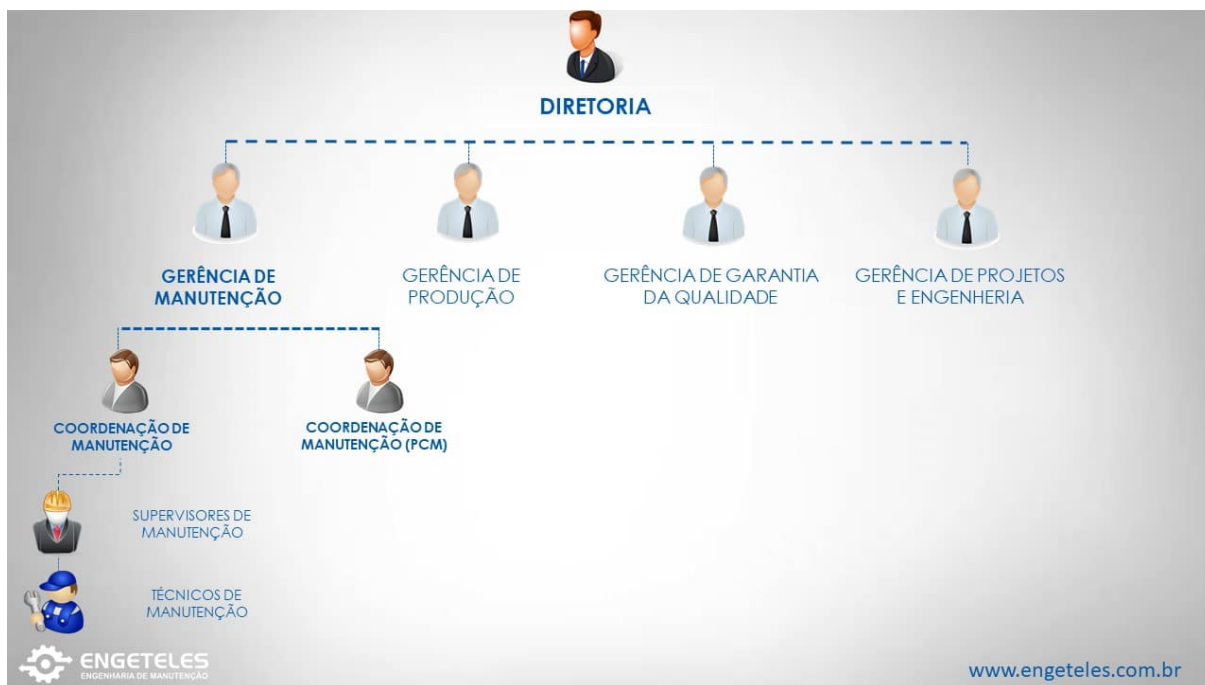 DIRETORIA
GERÊNCIA DE
MANUTENÇÃO
GERÊNCIA DE
PRODUÇÃO
GERÊNCIA DE GARANTIA
DA QUALIDADE
GERÊNCIA DE PROJETOS
E ENGENHERIA
COORDENAÇÃO DE
MANUTENÇÃO
COORDENAÇÃO DE
MANUTENÇÃO (PCM)
SUPERVISORES DE
MANUTENÇÃO
TÉCNICOS DE
MANUTENÇÃO
ENGETELES
ENGENHARIA DE MANUTENÇÃO
www.engeteles.com.br